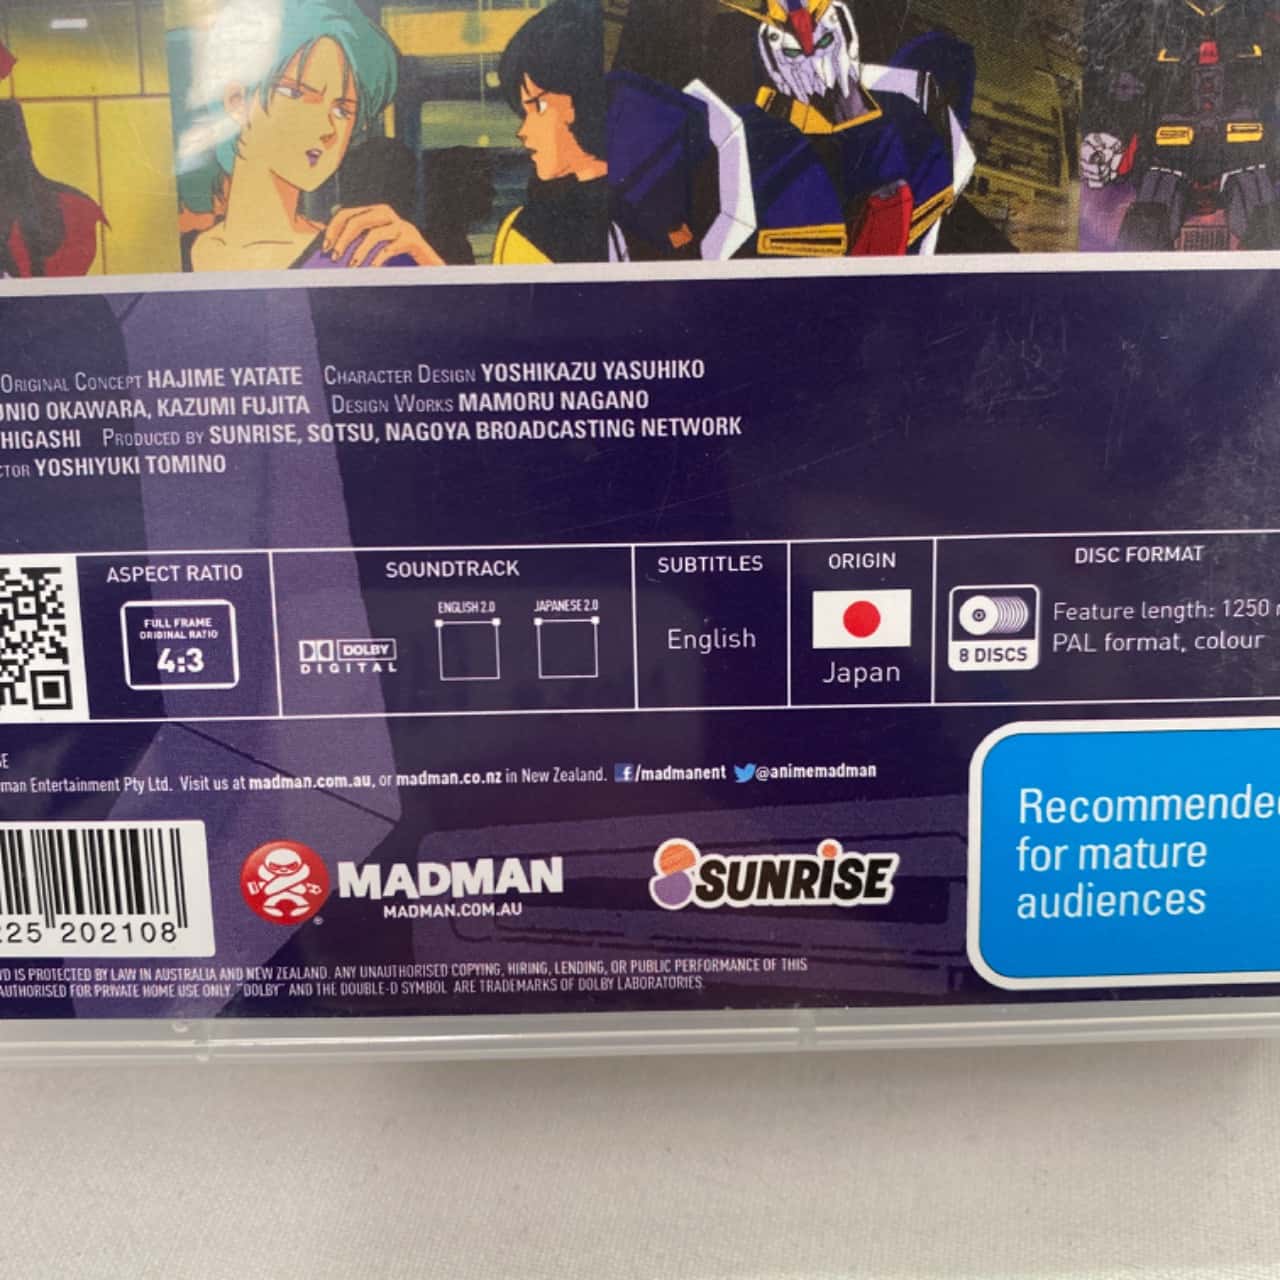 ORIGINAL CONCEPT HAJIME YATATE CHARACTER DESIGN YOSHIKAZU YASUHIKO
OKAWARA, KAZUMI FUJITA DESIGN WORKS MAMORU NAGANO
HIGASHI PRODUCED BY SUNRISE, SOTSU, NAGOYA BROADCASTING NETWORK
YOSHIYUKI TOMINO
ASPECT RATIO
FULL FRAME
ORIGINAL RATIO
4:3
SOUNDTRACK
DOLBY
DIGITAL
ENGLISH 2.0
JAPANESE 2.0
SUBTITLES
English
ORIGIN
Japan
DISC FORMAT
8 DISCS
Feature length: 1250
PAL format, colour
Entertainment Pty Ltd. Visit us at madman.com.au, or madman.co.nz in New Zealand. f/madmanent @animemadman
25 202108
MADMAN
MADMAN.COM.AU
SUNRISE
Recommende
for mature
audiences
IS PROTECTED BY LAW IN AUSTRALIA AND NEW ZEALAND. ANY UNAUTHORISED COPYING, HIRING, LENDING, OR PUBLIC PERFORMANCE OF THIS
AUTHORISED FOR PRIVATE HOME USE ONLY. "DOLBY" AND THE DOUBLE-D SYMBOL ARE TRADEMARKS OF DOLBY LABORATORIES